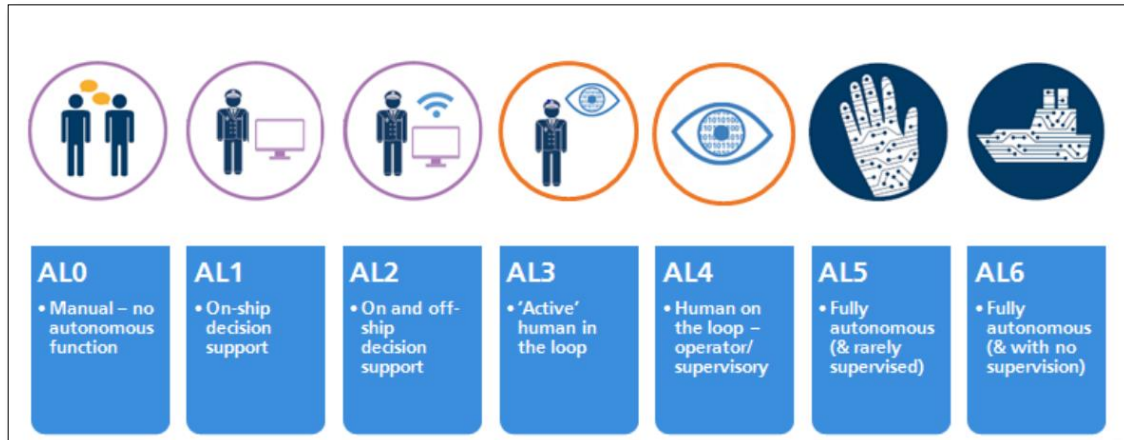 AL0
• Manual – no
autonomous
function
AL1
• On-ship
decision
support
AL2
• On and off-
ship
decision
support
AL3
• ‘Active’
human in
the loop
AL4
• Human on
the loop –
operator/
supervisory
AL5
• Fully
autonomous
(& rarely
supervised)
AL6
• Fully
autonomous
(& with no
supervision)